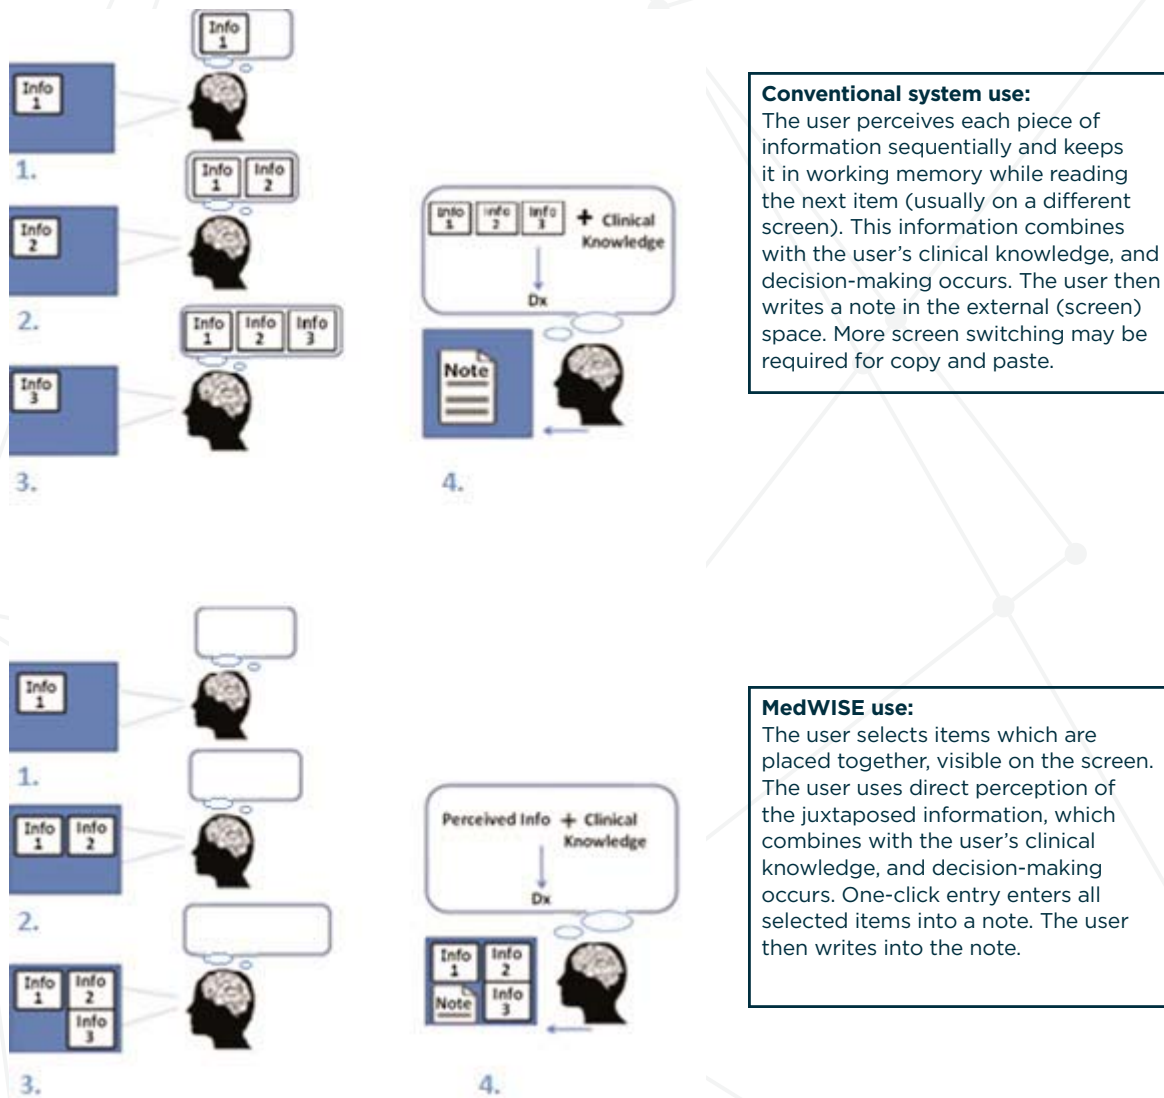 Info
1
Info
1
1.
Info
1
Info
2
Info
2
2.
Info
1
Info
2
Info
3
Info
3
3.
Info
1
Info
2
Info
3
+ Clinical
Knowledge
Dx
Note
4.
Conventional system use:
The user perceives each piece of
information sequentially and keeps
it in working memory while reading
the next item (usually on a different
screen). This information combines
with the user’s clinical knowledge, and
decision-making occurs. The user then
writes a note in the external (screen)
space. More screen switching may be
required for copy and paste.
Info
1
1.
Info
1
Info
2
2.
Info
1
Info
2
Info
3
3.
Perceived Info + Clinical
Knowledge
Dx
Info
1
Info
2
Note
Info
3
4.
MedWISE use:
The user selects items which are
placed together, visible on the screen.
The user uses direct perception of
the juxtaposed information, which
combines with the user’s clinical
knowledge, and decision-making
occurs. One-click entry enters all
selected items into a note. The user
then writes into the note.